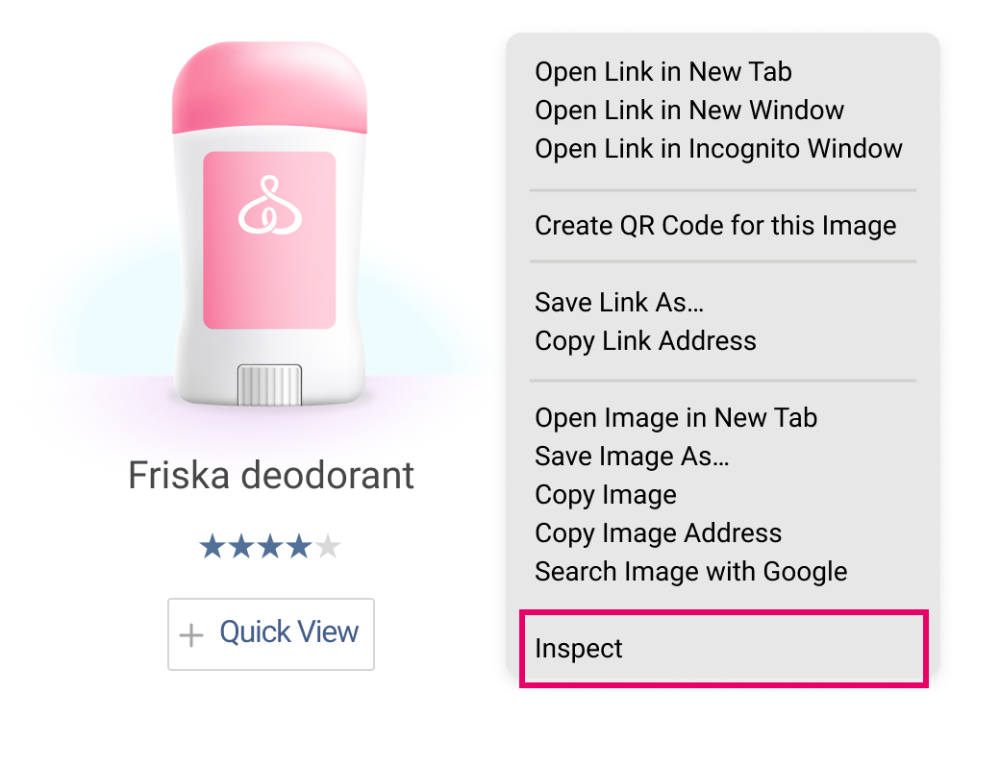 Friska deodorant
+ Quick View
Open Link in New Tab
Open Link in New Window
Open Link in Incognito Window
Create QR Code for this Image
Save Link As…
Copy Link Address
Open Image in New Tab
Save Image As…
Copy Image
Copy Image Address
Search Image with Google
Inspect